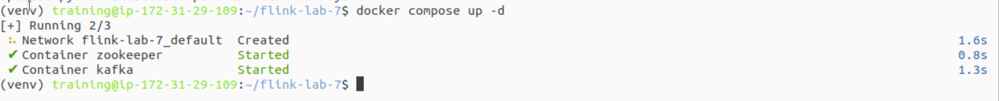 (venv) training@ip-172-31-29-109:~/flink-lab-7$ docker compose up -d
[+] Running 2/3
⠦ Network flink-lab-7_default  Created  1.6s
✔ Container zookeeper  Started  0.8s
✔ Container kafka  Started  1.3s
(venv) training@ip-172-31-29-109:~/flink-lab-7$